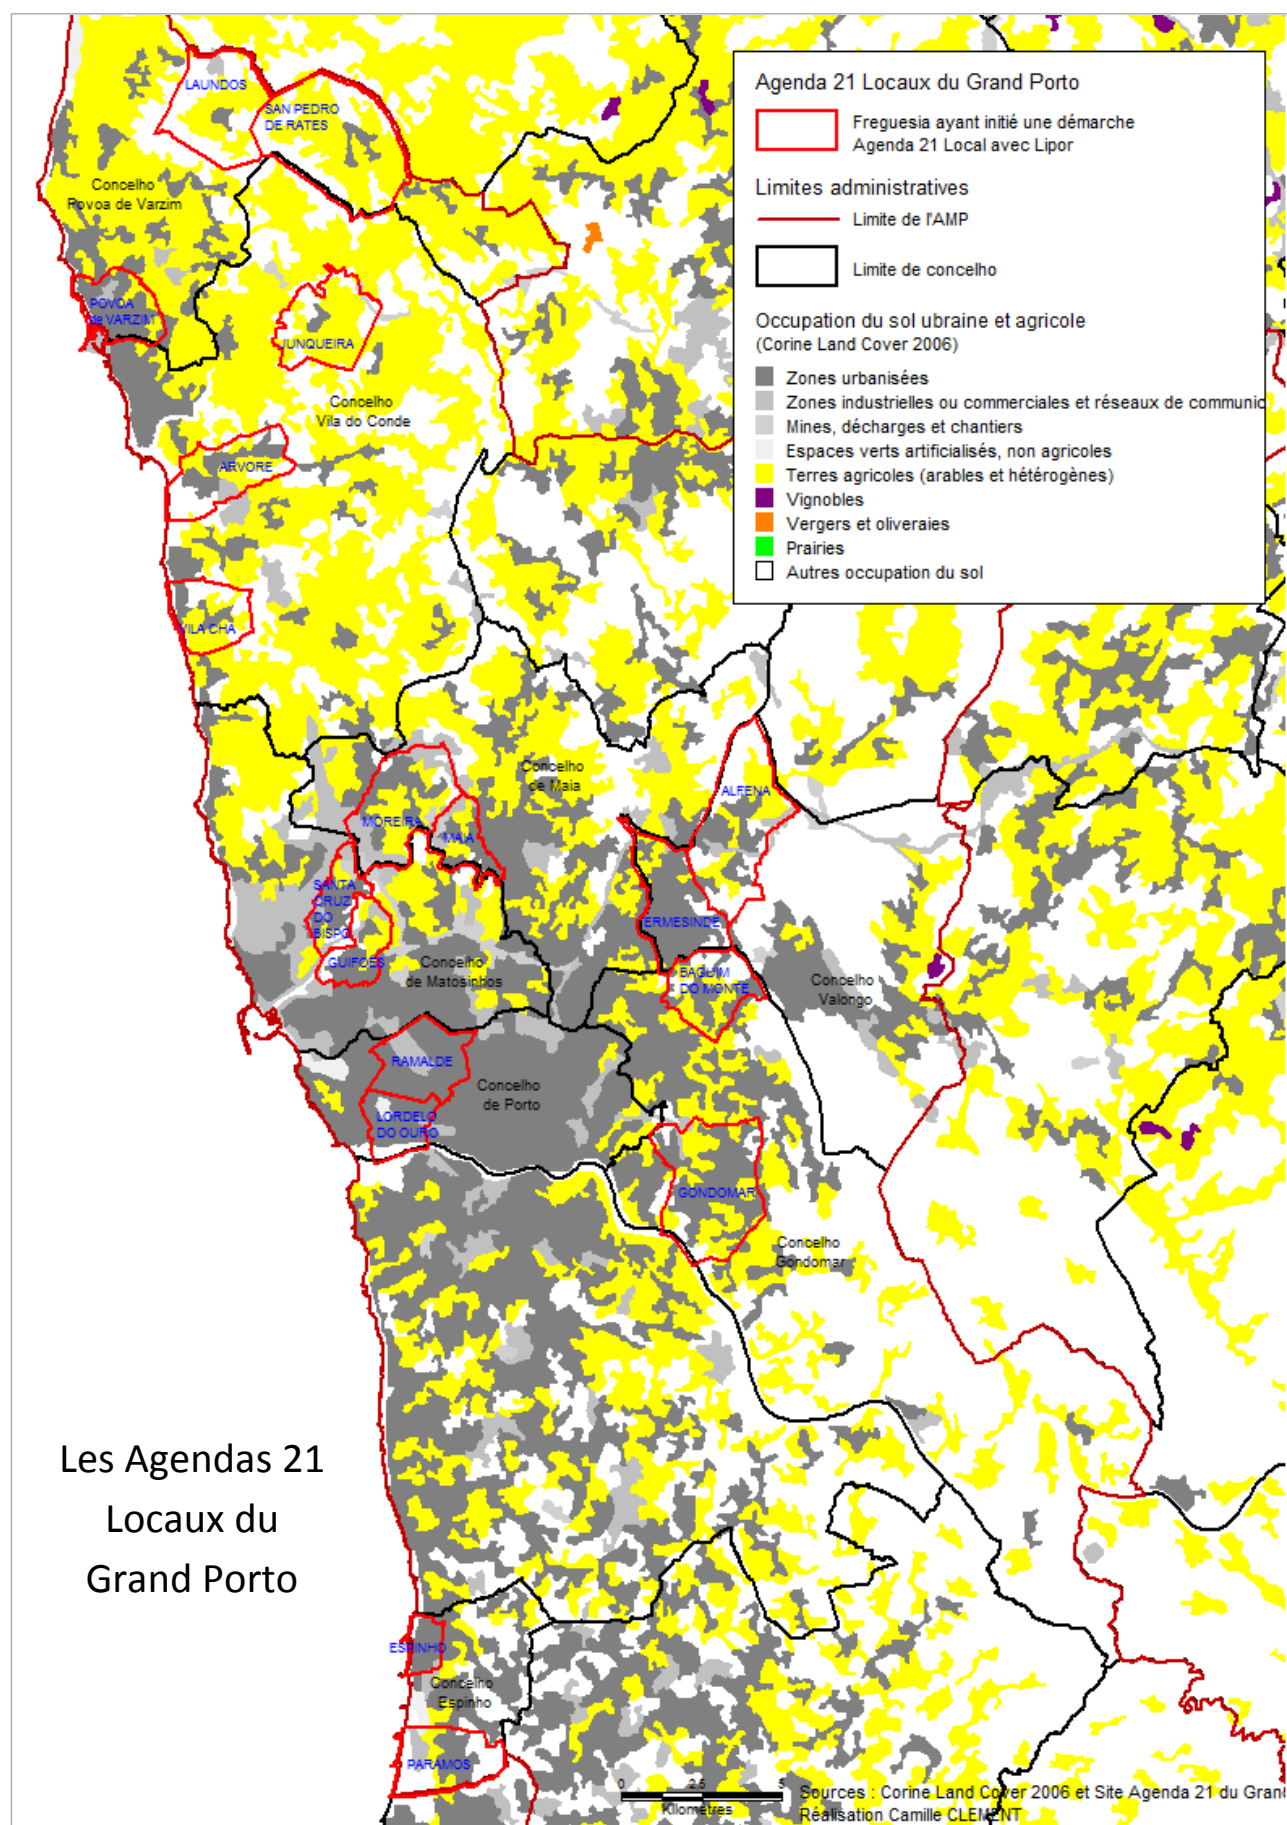 LAUNDOS
SAN PEDRO
DE RATES
Concelho
Povoa de Varzim
POVOA
de VARZIM
JUNQUEIRA
Concelho
Vila do Conde
ARVORE
VILA CHA
Agenda 21 Locaux du Grand Porto
Freguesia ayant initié une démarche
Agenda 21 Local avec Lipor
Limites administratives
Limite de l'AMP
Limite de concelho
Occupation du sol ubraine et agricole
(Corine Land Cover 2006)
Zones urbanisées
Zones industrielles ou commerciales et réseaux de communic
Mines, décharges et chantiers
Espaces verts artificialisés, non agricoles
Terres agricoles (arables et hétérogènes)
Vignobles
Vergers et oliveraies
Prairies
Autres occupation du sol
Concelho
de Maia
ALFENA
MOREIRA
MAIA
SANTA
CRUZ
DO
BISPO
GUIFOES
Concelho
de Matosinhos
ERMESINDE
BAGUIM
DO MONTE
Concelho
Valongo
RAMALDE
Concelho
de Porto
LORDELO
DO OURO
GONDOMAR
Concelho
Gondomar
Les Agendas 21
Locaux du
Grand Porto
ESPINHO
Concelho
Espinho
PARAMOS
0 2,5 5
Kilomètres
Sources : Corine Land Cover 2006 et Site Agenda 21 du Grand
Réalisation Camille CLEMENT